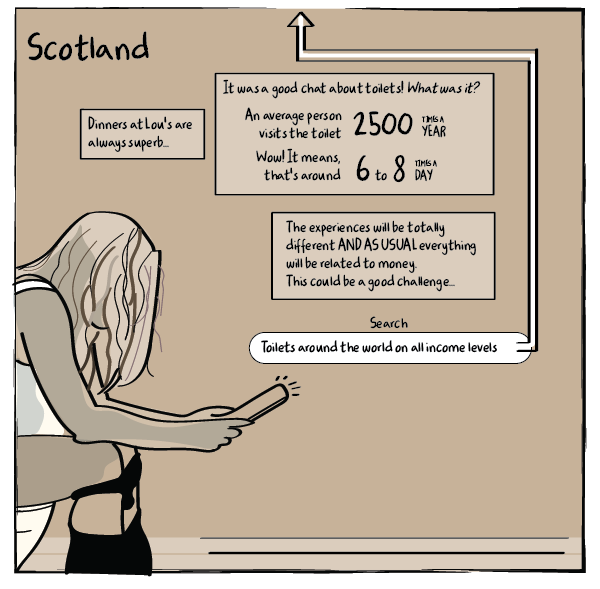 Scotland
It was a good chat about toilets! What was it?
Dinners at Lou's are
always superb...
An average person
visits the toilet
2500 TIMES A
YEAR
Wow! It means,
that's around
6 to 8 TIMES A
DAY
The experiences will be totally
different AND AS USUAL everything
will be related to money.
This could be a good challenge...
Search
Toilets around the world on all income levels